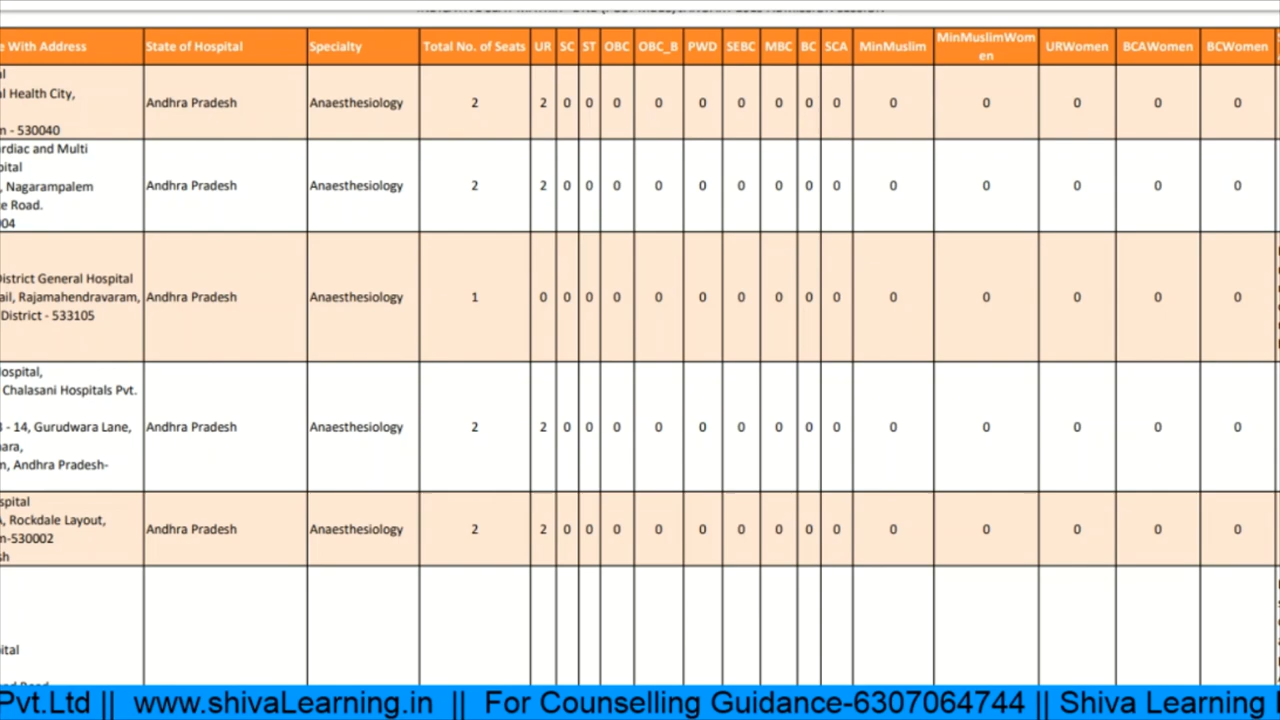 e With Address State of Hospital Specialty Total No. of Seats UR SC ST OBC OBC_B PWD SEBC MBC BC SCA MinMuslim MinMuslimWomen URWomen BCAWomen BCWomen
al
al Health City,
m - 530040
Andhra Pradesh Anaesthesiology 2 2 0 0 0 0 0 0 0 0 0 0 0 0 0 0
ardiac and Multi
pital
, Nagarampalem
e Road.
04
Andhra Pradesh Anaesthesiology 2 2 0 0 0 0 0 0 0 0 0 0 0 0 0 0
District General Hospital
ail, Rajamahendravaram,
District - 533105
Andhra Pradesh Anaesthesiology 1 0 0 0 0 0 0 0 0 0 0 0 0 0 0 0
Hospital,
Chalasani Hospitals Pvt.
3 - 14, Gurudwara Lane,
hara,
m, Andhra Pradesh-
Andhra Pradesh Anaesthesiology 2 2 0 0 0 0 0 0 0 0 0 0 0 0 0 0
spital
A, Rockdale Layout,
m-530002
sh
Andhra Pradesh Anaesthesiology 2 2 0 0 0 0 0 0 0 0 0 0 0 0 0 0
pital
Pvt.Ltd || www.shivaLearning.in || For Counselling Guidance-6307064744 || Shiva Learning